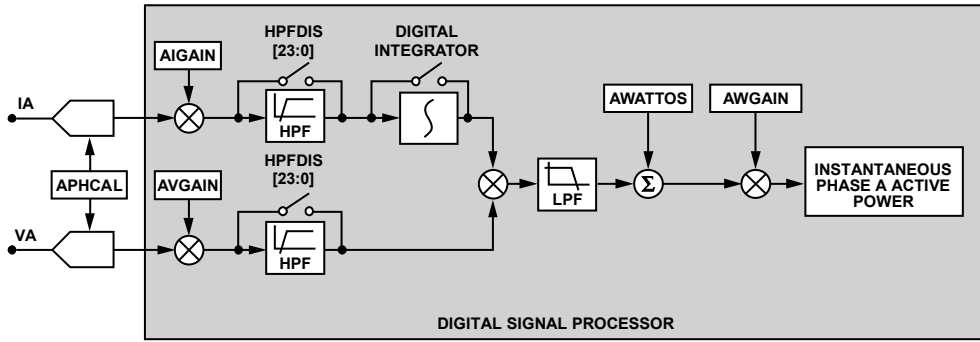 HPFDIS
[23:0]
DIGITAL
INTEGRATOR
AIGAIN
IA
HPF
AWATTOS
AWGAIN
APHCAL
AVGAIN
HPFDIS
[23:0]
LPF
Σ
INSTANTANEOUS
PHASE A ACTIVE
POWER
VA
HPF
DIGITAL SIGNAL PROCESSOR